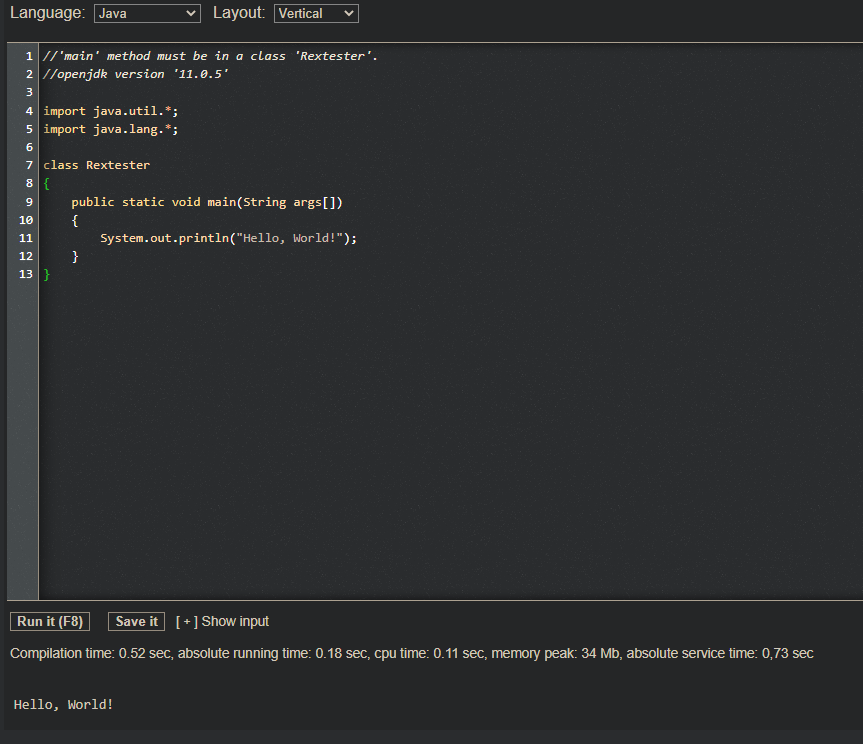 Language: Java Layout: Vertical
1 //'main' method must be in a class 'Rextester'.
2 //openjdk version '11.0.5'
3
4 import java.util.*;
5 import java.lang.*;
6
7 class Rextester
8 {
9     public static void main(String args[])
10     {
11         System.out.println("Hello, World!");
12     }
13 }
Run it (F8) Save it [ + ] Show input
Compilation time: 0.52 sec, absolute running time: 0.18 sec, cpu time: 0.11 sec, memory peak: 34 Mb, absolute service time: 0,73 sec
Hello, World!